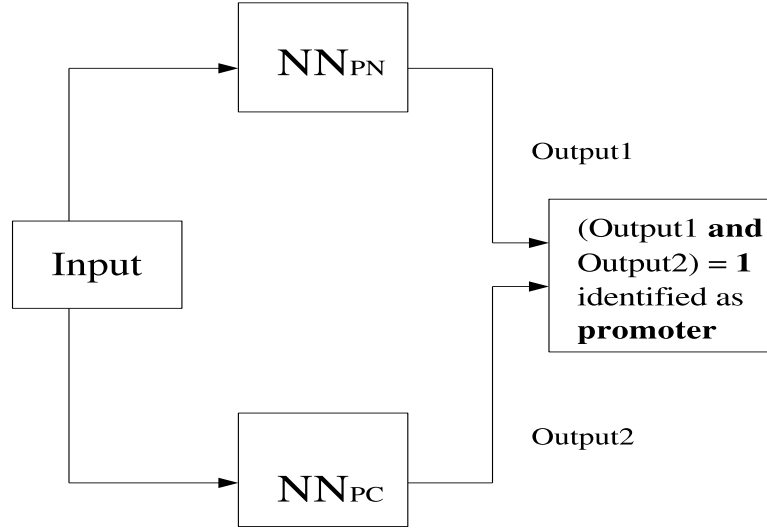 NNPN
Output1
Input
(Output1 and
Output2) = 1
identified as
promoter
Output2
NNPC